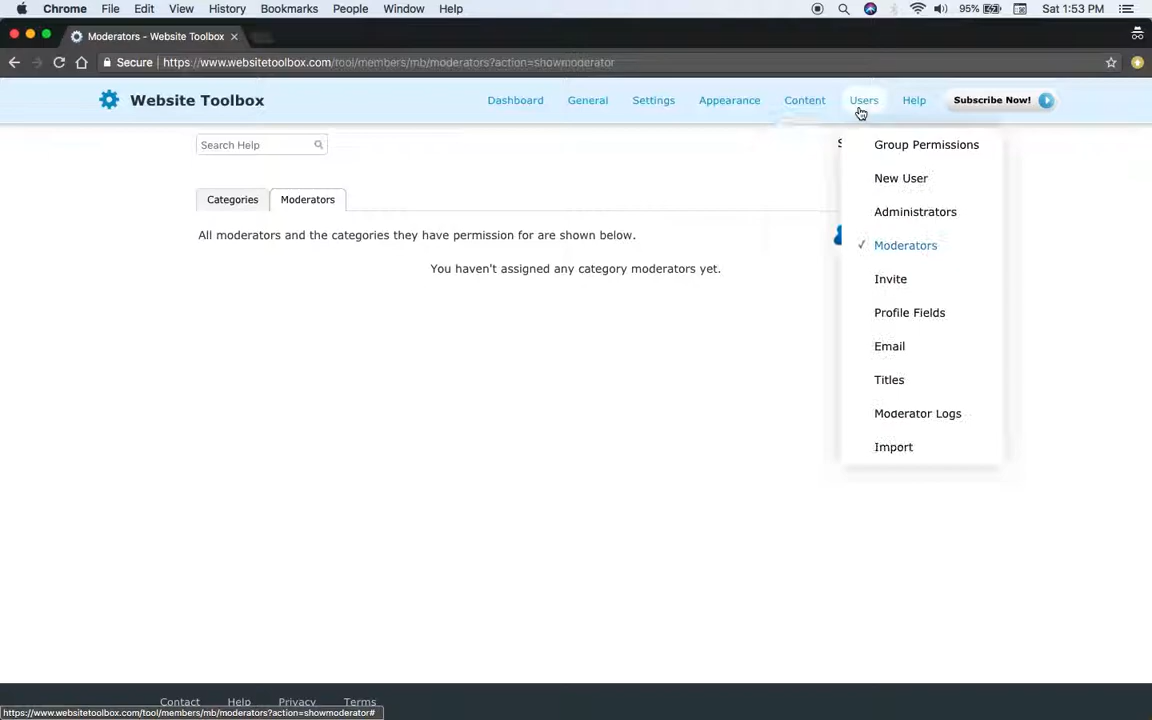 Chrome File Edit View History Bookmarks People Window Help 95% Sat 1:53 PM
Moderators - Website Toolbox
Secure https://www.websitetoolbox.com/tool/members/mb/moderators?action=showmoderator
Website Toolbox Dashboard General Settings Appearance Content Users Help Subscribe Now!
Search Help
Group Permissions
New User
Categories Moderators
Administrators
All moderators and the categories they have permission for are shown below.
✓ Moderators
You haven't assigned any category moderators yet.
Invite
Profile Fields
Email
Titles
Moderator Logs
Import
Contact Help Privacy Terms
https://www.websitetoolbox.com/tool/members/mb/moderators?action=showmoderator#